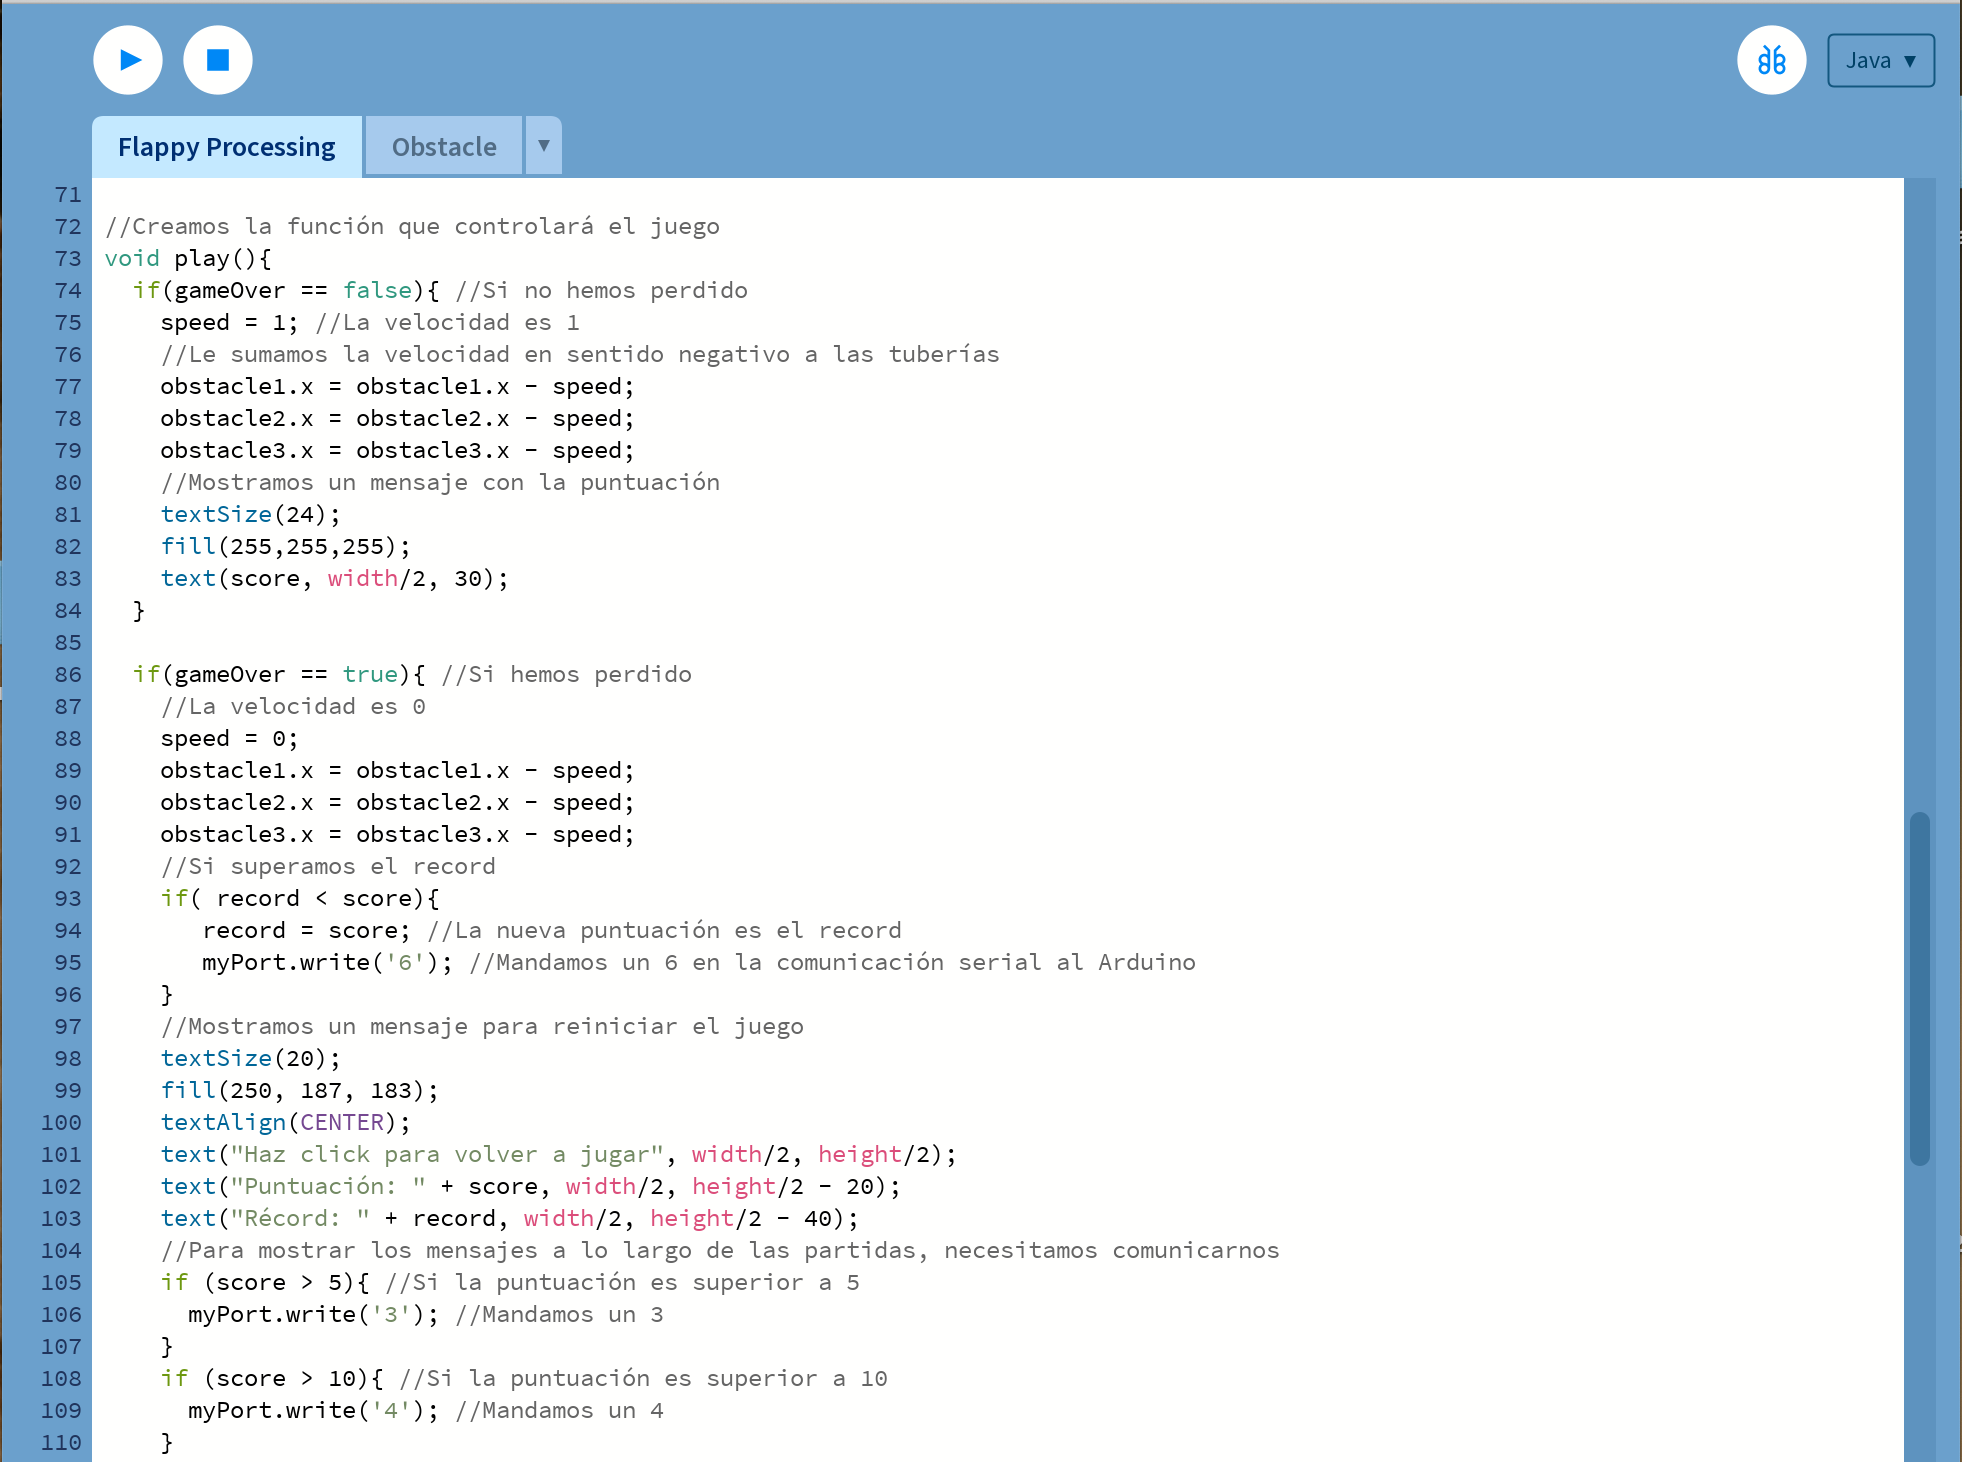 Java ▼
Flappy Processing Obstacle ▼
71
72 //Creamos la función que controlará el juego
73 void play(){
74 if(gameOver == false){ //Si no hemos perdido
75 speed = 1; //La velocidad es 1
76 //Le sumamos la velocidad en sentido negativo a las tuberías
77 obstacle1.x = obstacle1.x - speed;
78 obstacle2.x = obstacle2.x - speed;
79 obstacle3.x = obstacle3.x - speed;
80 //Mostramos un mensaje con la puntuación
81 textSize(24);
82 fill(255,255,255);
83 text(score, width/2, 30);
84 }
85
86 if(gameOver == true){ //Si hemos perdido
87 //La velocidad es 0
88 speed = 0;
89 obstacle1.x = obstacle1.x - speed;
90 obstacle2.x = obstacle2.x - speed;
91 obstacle3.x = obstacle3.x - speed;
92 //Si superamos el record
93 if( record < score){
94 record = score; //La nueva puntuación es el record
95 myPort.write('6'); //Mandamos un 6 en la comunicación serial al Arduino
96 }
97 //Mostramos un mensaje para reiniciar el juego
98 textSize(20);
99 fill(250, 187, 183);
100 textAlign(CENTER);
101 text("Haz click para volver a jugar", width/2, height/2);
102 text("Puntuación: " + score, width/2, height/2 - 20);
103 text("Récord: " + record, width/2, height/2 - 40);
104 //Para mostrar los mensajes a lo largo de las partidas, necesitamos comunicarnos
105 if (score > 5){ //Si la puntuación es superior a 5
106 myPort.write('3'); //Mandamos un 3
107 }
108 if (score > 10){ //Si la puntuación es superior a 10
109 myPort.write('4'); //Mandamos un 4
110 }